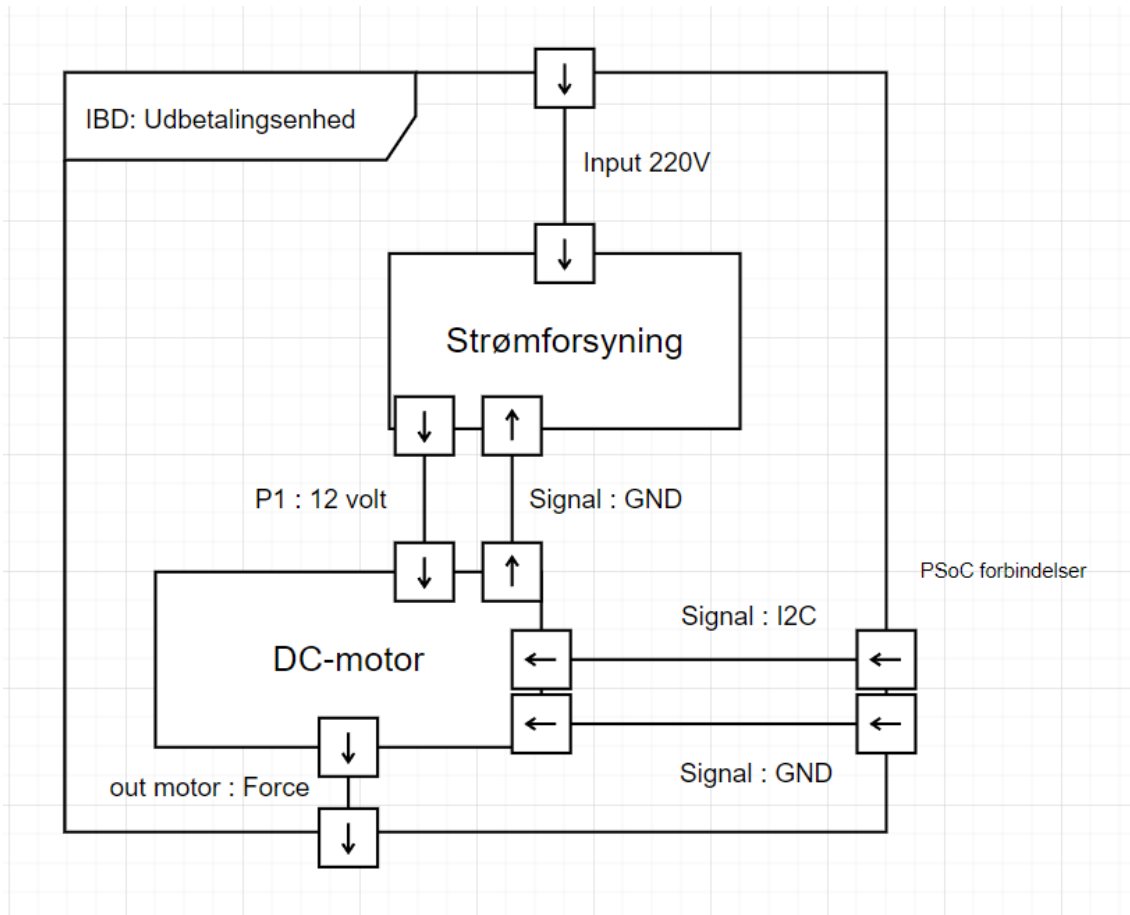 IBD: Udbetalingsenhed
Input 220V
Strømforsyning
P1 : 12 volt
Signal : GND
PSoC forbindelser
Signal : I2C
DC-motor
Signal : GND
out motor : Force